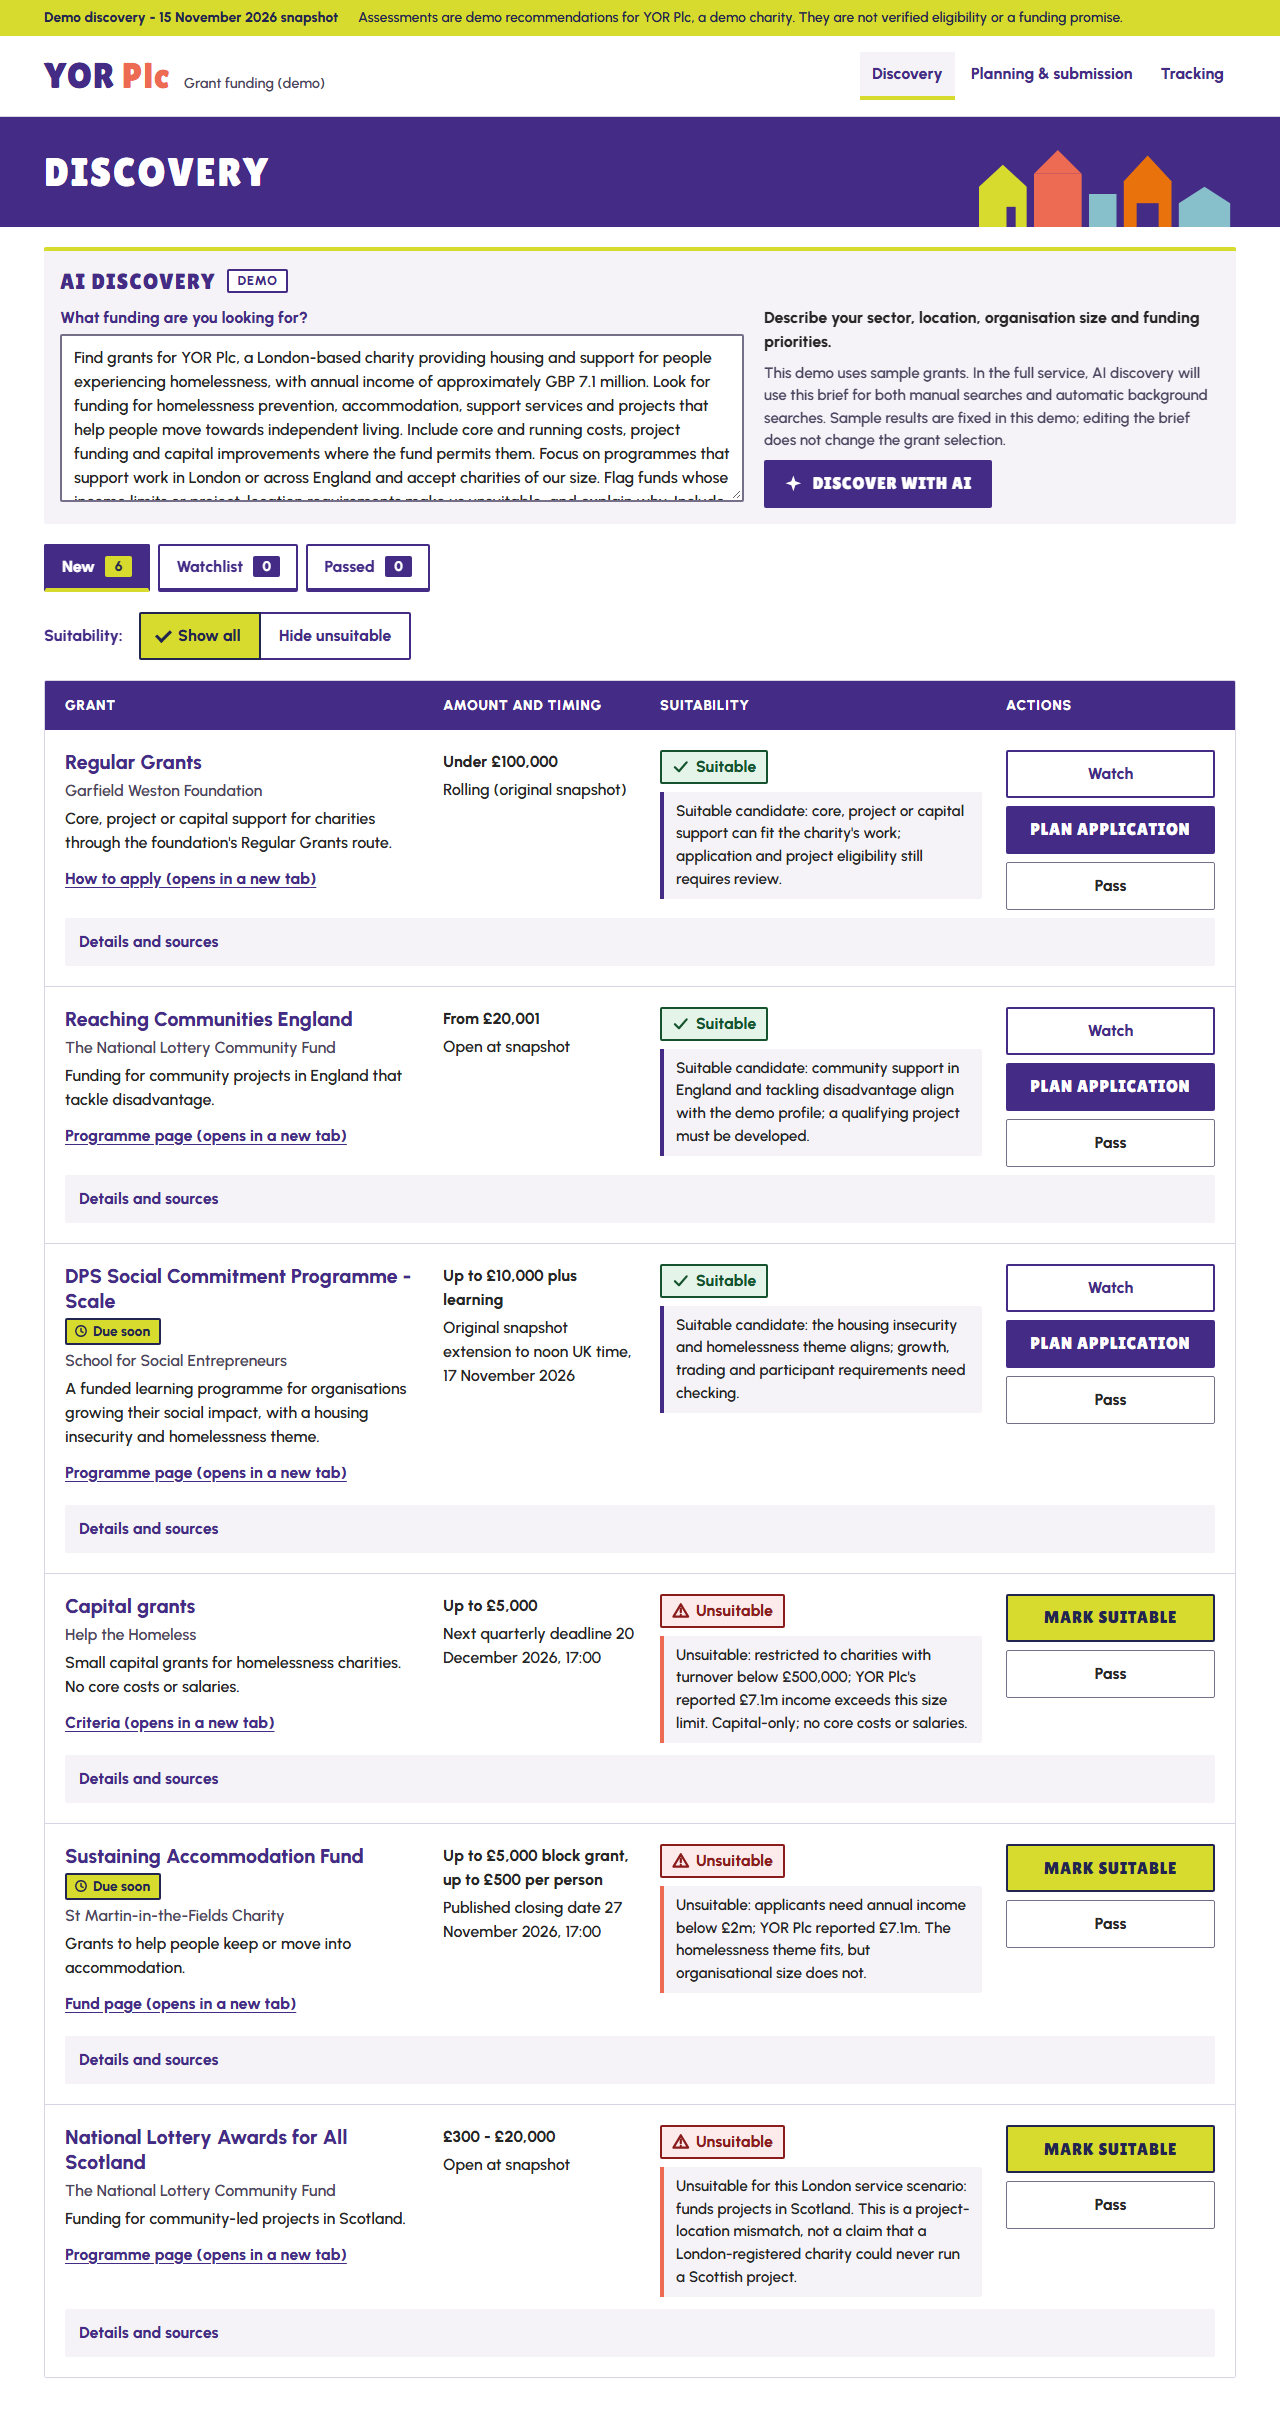 Demo discovery - 15 November 2026 snapshot Assessments are demo recommendations for YOR Plc, a demo charity. They are not verified eligibility or a funding promise.
YOR Plc Grant funding (demo)
Discovery Planning & submission Tracking
DISCOVERY
AI DISCOVERY DEMO
What funding are you looking for?
Find grants for YOR Plc, a London-based charity providing housing and support for people
experiencing homelessness, with annual income of approximately GBP 7.1 million. Look for
funding for homelessness prevention, accommodation, support services and projects that
help people move towards independent living. Include core and running costs, project
funding and capital improvements where the fund permits them. Focus on programmes that
support work in London or across England and accept charities of our size. Flag funds whose
income limits or project-location requirements make us unsuitable, and explain why. Include
Describe your sector, location, organisation size and funding
priorities.
This demo uses sample grants. In the full service, AI discovery will
use this brief for both manual searches and automatic background
searches. Sample results are fixed in this demo; editing the brief
does not change the grant selection.
DISCOVER WITH AI
New 6 Watchlist 0 Passed 0
Suitability: Show all Hide unsuitable
GRANT AMOUNT AND TIMING SUITABILITY ACTIONS
Regular Grants
Garfield Weston Foundation
Core, project or capital support for charities
through the foundation's Regular Grants route.
How to apply (opens in a new tab)
Under £100,000
Rolling (original snapshot)
Suitable
Suitable candidate: core, project or capital
support can fit the charity's work;
application and project eligibility still
requires review.
Watch
PLAN APPLICATION
Pass
Details and sources
Reaching Communities England
The National Lottery Community Fund
Funding for community projects in England that
tackle disadvantage.
Programme page (opens in a new tab)
From £20,001
Open at snapshot
Suitable
Suitable candidate: community support in
England and tackling disadvantage align
with the demo profile; a qualifying project
must be developed.
Watch
PLAN APPLICATION
Pass
Details and sources
DPS Social Commitment Programme -
Scale
Due soon
School for Social Entrepreneurs
A funded learning programme for organisations
growing their social impact, with a housing
insecurity and homelessness theme.
Programme page (opens in a new tab)
Up to £10,000 plus
learning
Original snapshot
extension to noon UK time,
17 November 2026
Suitable
Suitable candidate: the housing insecurity
and homelessness theme aligns; growth,
trading and participant requirements need
checking.
Watch
PLAN APPLICATION
Pass
Details and sources
Capital grants
Help the Homeless
Small capital grants for homelessness charities.
No core costs or salaries.
Criteria (opens in a new tab)
Up to £5,000
Next quarterly deadline 20
December 2026, 17:00
Unsuitable
Unsuitable: restricted to charities with
turnover below £500,000; YOR Plc's
reported £7.1m income exceeds this size
limit. Capital-only; no core costs or salaries.
MARK SUITABLE
Pass
Details and sources
Sustaining Accommodation Fund
Due soon
St Martin-in-the-Fields Charity
Grants to help people keep or move into
accommodation.
Fund page (opens in a new tab)
Up to £5,000 block grant,
up to £500 per person
Published closing date 27
November 2026, 17:00
Unsuitable
Unsuitable: applicants need annual income
below £2m; YOR Plc reported £7.1m. The
homelessness theme fits, but
organisational size does not.
MARK SUITABLE
Pass
Details and sources
National Lottery Awards for All
Scotland
The National Lottery Community Fund
Funding for community-led projects in Scotland.
Programme page (opens in a new tab)
£300 - £20,000
Open at snapshot
Unsuitable
Unsuitable for this London service scenario:
funds projects in Scotland. This is a project-
location mismatch, not a claim that a
London-registered charity could never run
a Scottish project.
MARK SUITABLE
Pass
Details and sources